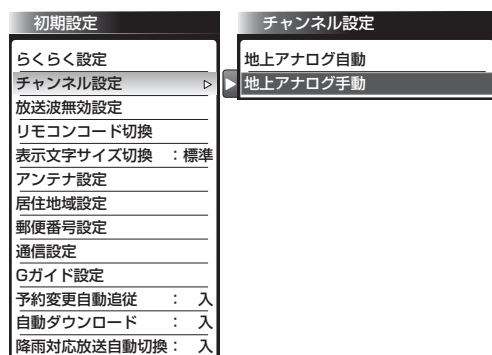 初期設定
らくらく設定
チャンネル設定
放送波無効設定
リモコンコード切換
表示文字サイズ切換 :標準
アンテナ設定
居住地域設定
郵便番号設定
通信設定
Gガイド設定
予約変更自動追従 : 入
自動ダウンロード : 入
降雨対応放送自動切換: 入
チャンネル設定
地上アナログ自動
地上アナログ手動